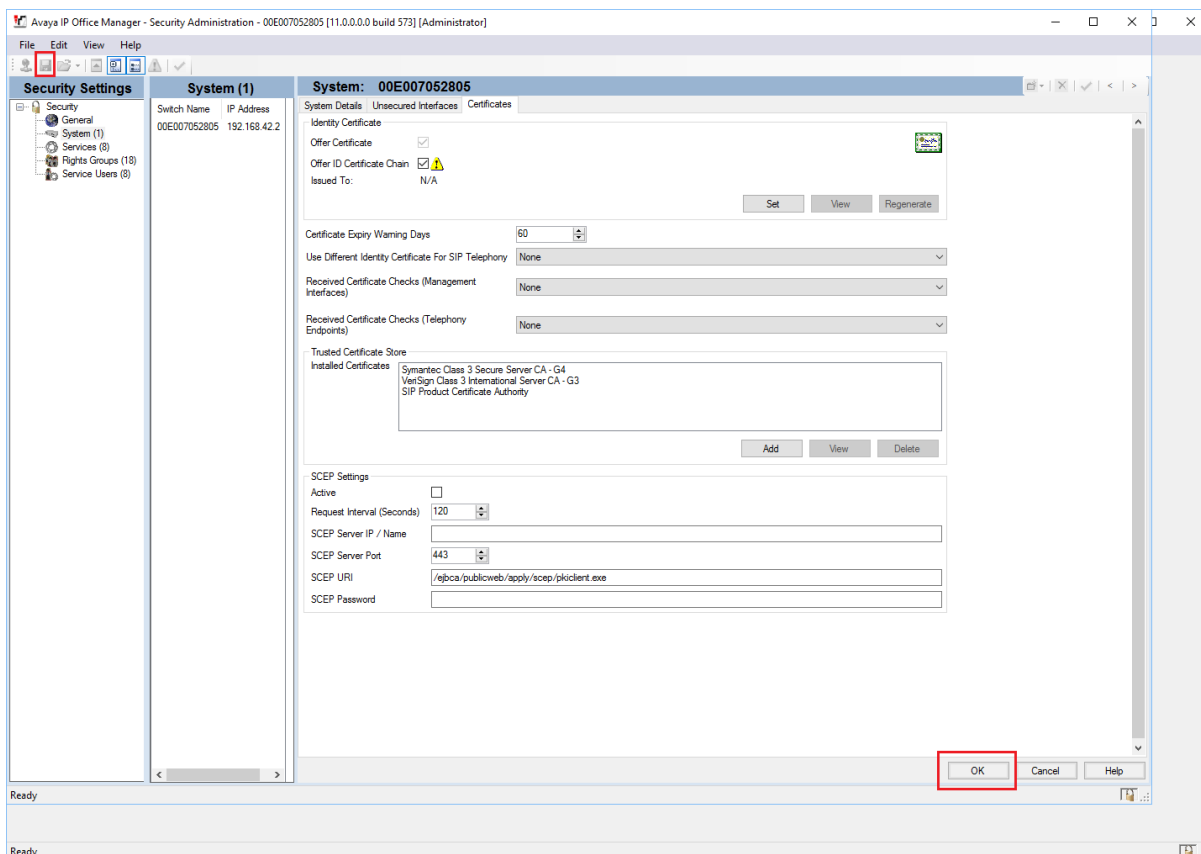 Avaya IP Office Manager - Security Administration - 00E007052805 [11.0.0.0.0 build 573] [Administrator]
File Edit View Help
Security Settings
Security
General
System (1)
Services (8)
Rights Groups (18)
Service Users (8)
System (1)
Switch Name IP Address
00E007052805 192.168.42.2
System: 00E007052805
System Details Unsecured Interfaces Certificates
Identity Certificate
Offer Certificate
Offer ID Certificate Chain
Issued To: N/A
Set View Regenerate
Certificate Expiry Warning Days 60
Use Different Identity Certificate For SIP Telephony None
Received Certificate Checks (Management
Interfaces) None
Received Certificate Checks (Telephony
Endpoints) None
Trusted Certificate Store
Installed Certificates
Symantec Class 3 Secure Server CA - G4
VeriSign Class 3 International Server CA - G3
SIP Product Certificate Authority
Add View Delete
SCEP Settings
Active
Request Interval (Seconds) 120
SCEP Server IP / Name
SCEP Server Port 443
SCEP URI /ejbca/publicweb/apply/scep/pkiclient.exe
SCEP Password
OK Cancel Help
Ready
Ready